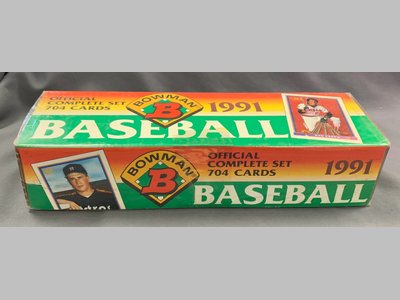 OFFICIAL
COMPLETE SET
704 CARDS
BOWMAN
B
1991
BASEBALL
OFFICIAL
COMPLETE SET
704 CARDS
BOWMAN
B
1991
BASEBALL